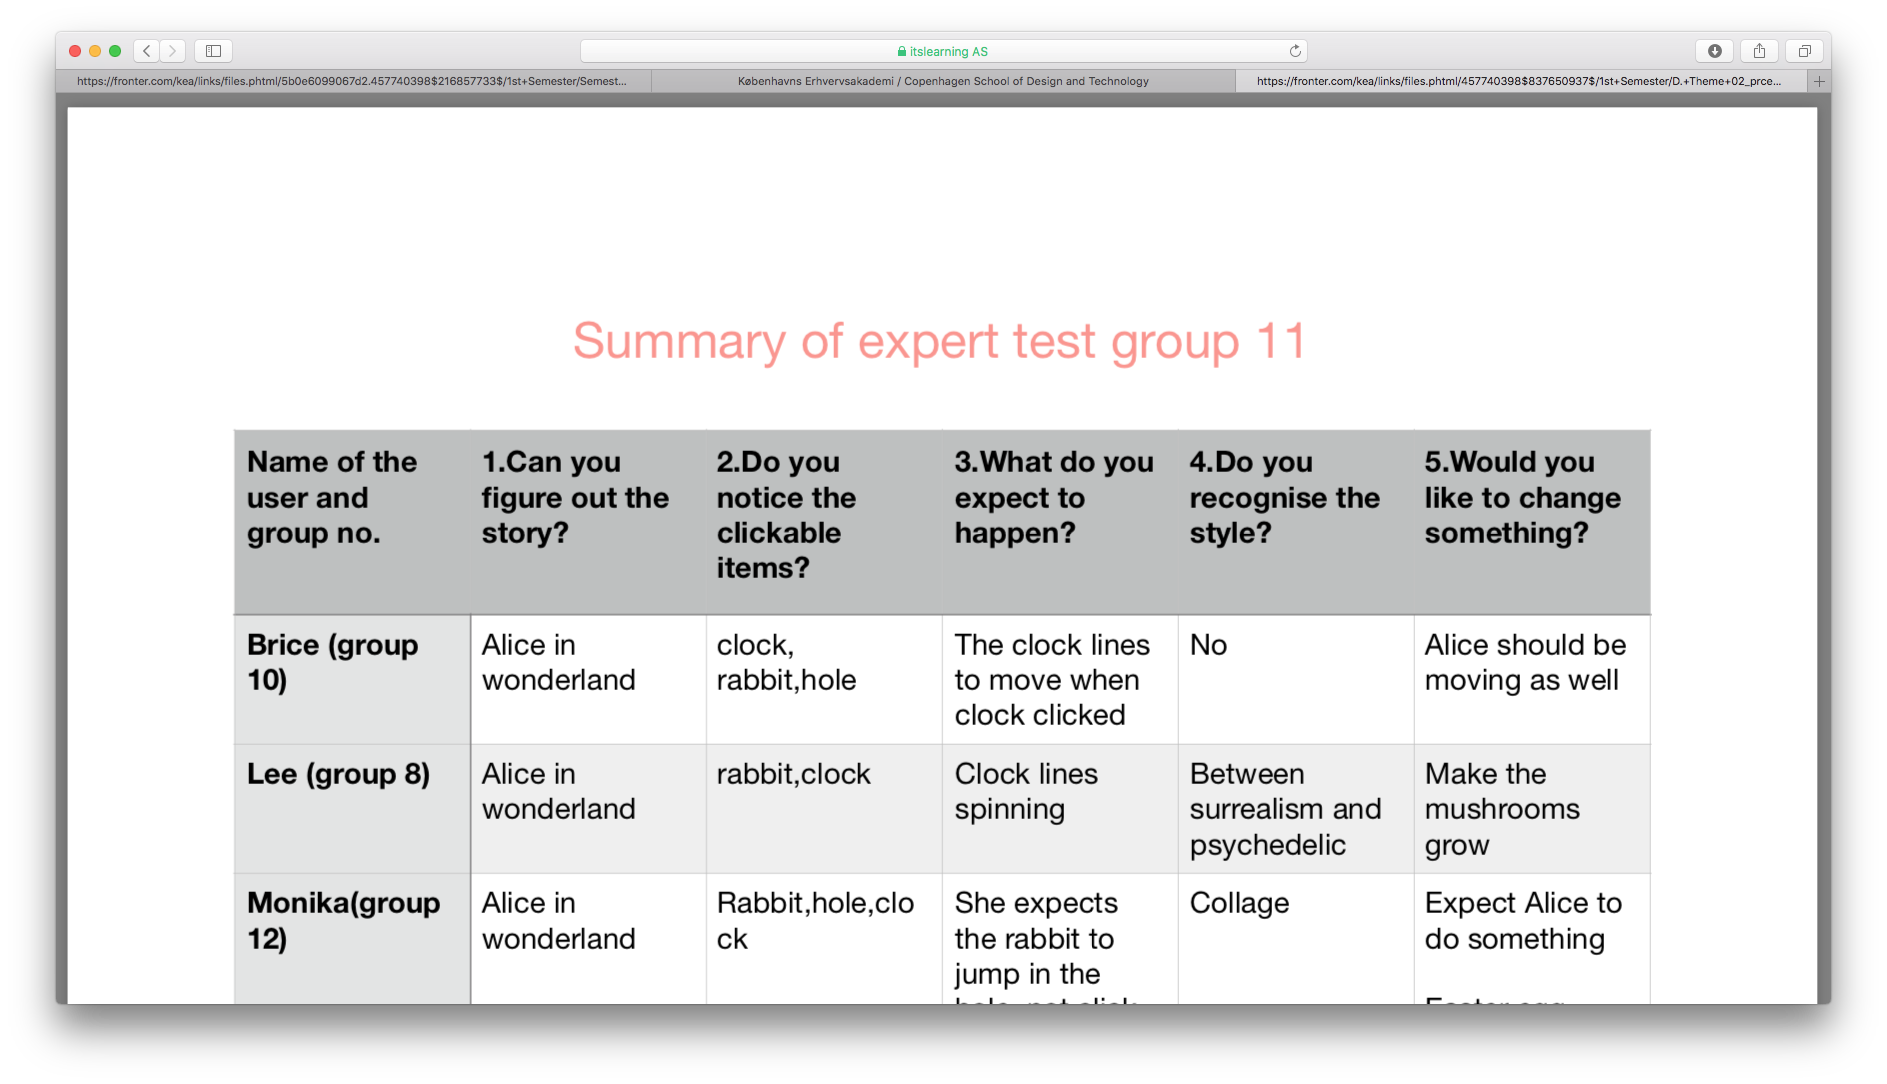 itslearning AS
https://fronter.com/kea/links/files.phtml/5b0e6099067d2.457740398$216857733$/1st+Semester/Semest...
Københavns Erhvervsakademi / Copenhagen School of Design and Technology
https://fronter.com/kea/links/files.phtml/457740398$837650937$/1st+Semester/D.+Theme+02_prce...
Summary of expert test group 11
Name of the
user and
group no.
1.Can you
figure out the
story?
2.Do you
notice the
clickable
items?
3.What do you
expect to
happen?
4.Do you
recognise the
style?
5.Would you
like to change
something?
Brice (group
10)
Alice in
wonderland
clock,
rabbit,hole
The clock lines
to move when
clock clicked
No
Alice should be
moving as well
Lee (group 8)
Alice in
wonderland
rabbit,clock
Clock lines
spinning
Between
surrealism and
psychedelic
Make the
mushrooms
grow
Monika(group
12)
Alice in
wonderland
Rabbit,hole,clo
ck
She expects
the rabbit to
jump in the
Collage
Expect Alice to
do something